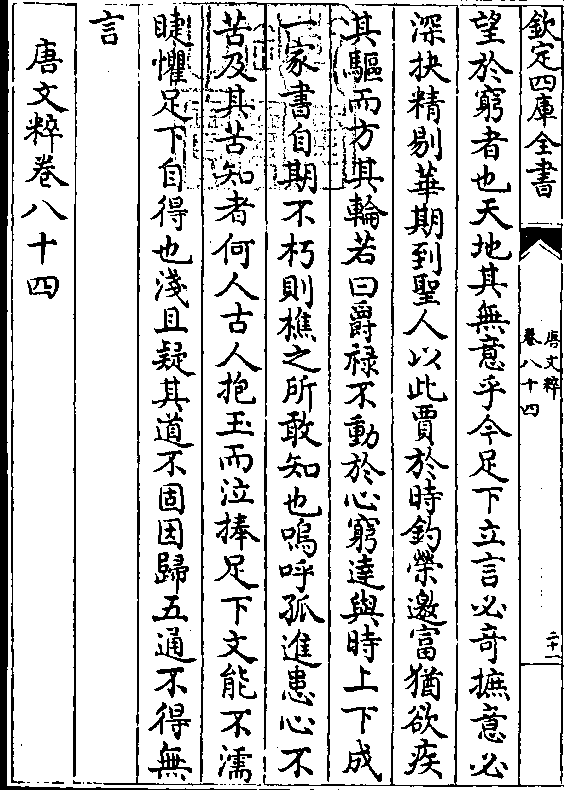 欽定四庫全書
唐文粹
卷八十四
二十一
望於窮者也天地其無意乎今足下立言必奇摭意必
深抉精剔華期到聖人以此賈於時釣榮邀富猶欲疾
其驅而方其輪若曰爵祿不動於心窮達與時上下成
一家書自期不朽則樵之所敢知也嗚呼孤進患心不
苦及其苦知者何人古人抱玉而泣捧足下文能不濡
睫懼足下自得也淺且疑其道不固因歸五通不得無
言
唐文粹卷八十四